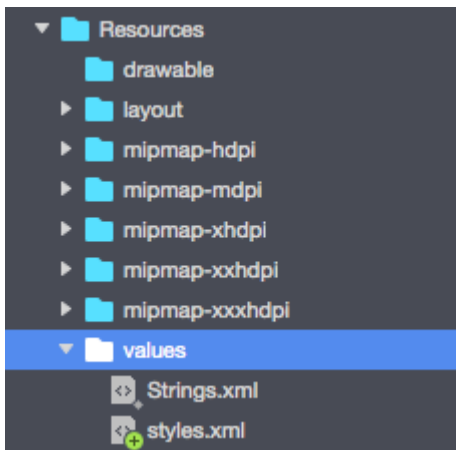 Resources
drawable
layout
mipmap-hdpi
mipmap-mdpi
mipmap-xhdpi
mipmap-xxhdpi
mipmap-xxxhdpi
values
Strings.xml
styles.xml